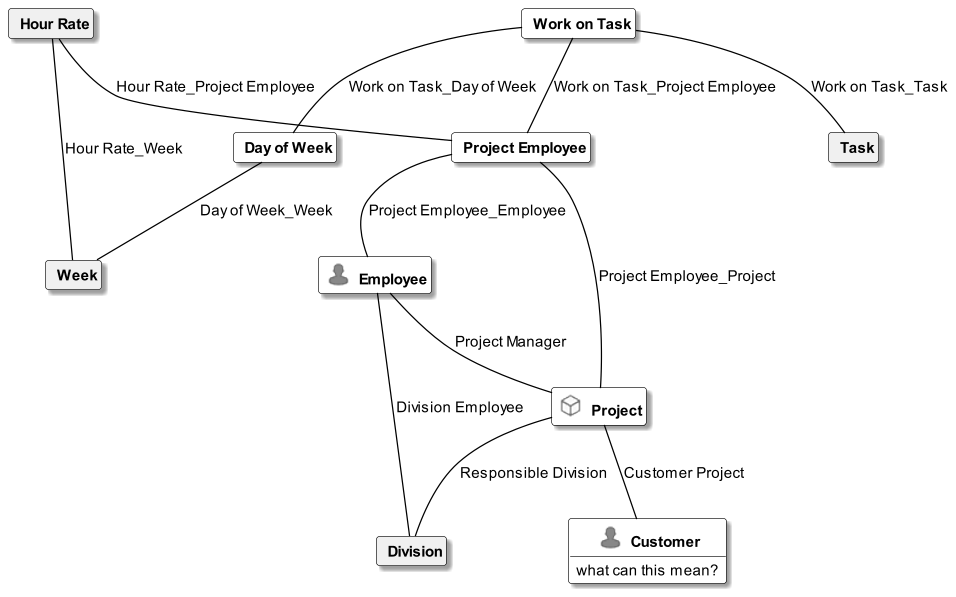 Hour Rate
Work on Task
Hour Rate_Project Employee
Work on Task_Day of Week
Work on Task_Project Employee
Work on Task_Task
Hour Rate_Week
Day of Week
Project Employee
Task
Day of Week_Week
Project Employee_Employee
Week
Employee
Project Employee_Project
Project Manager
Division Employee
Project
Responsible Division
Customer Project
Division
Customer
what can this mean?